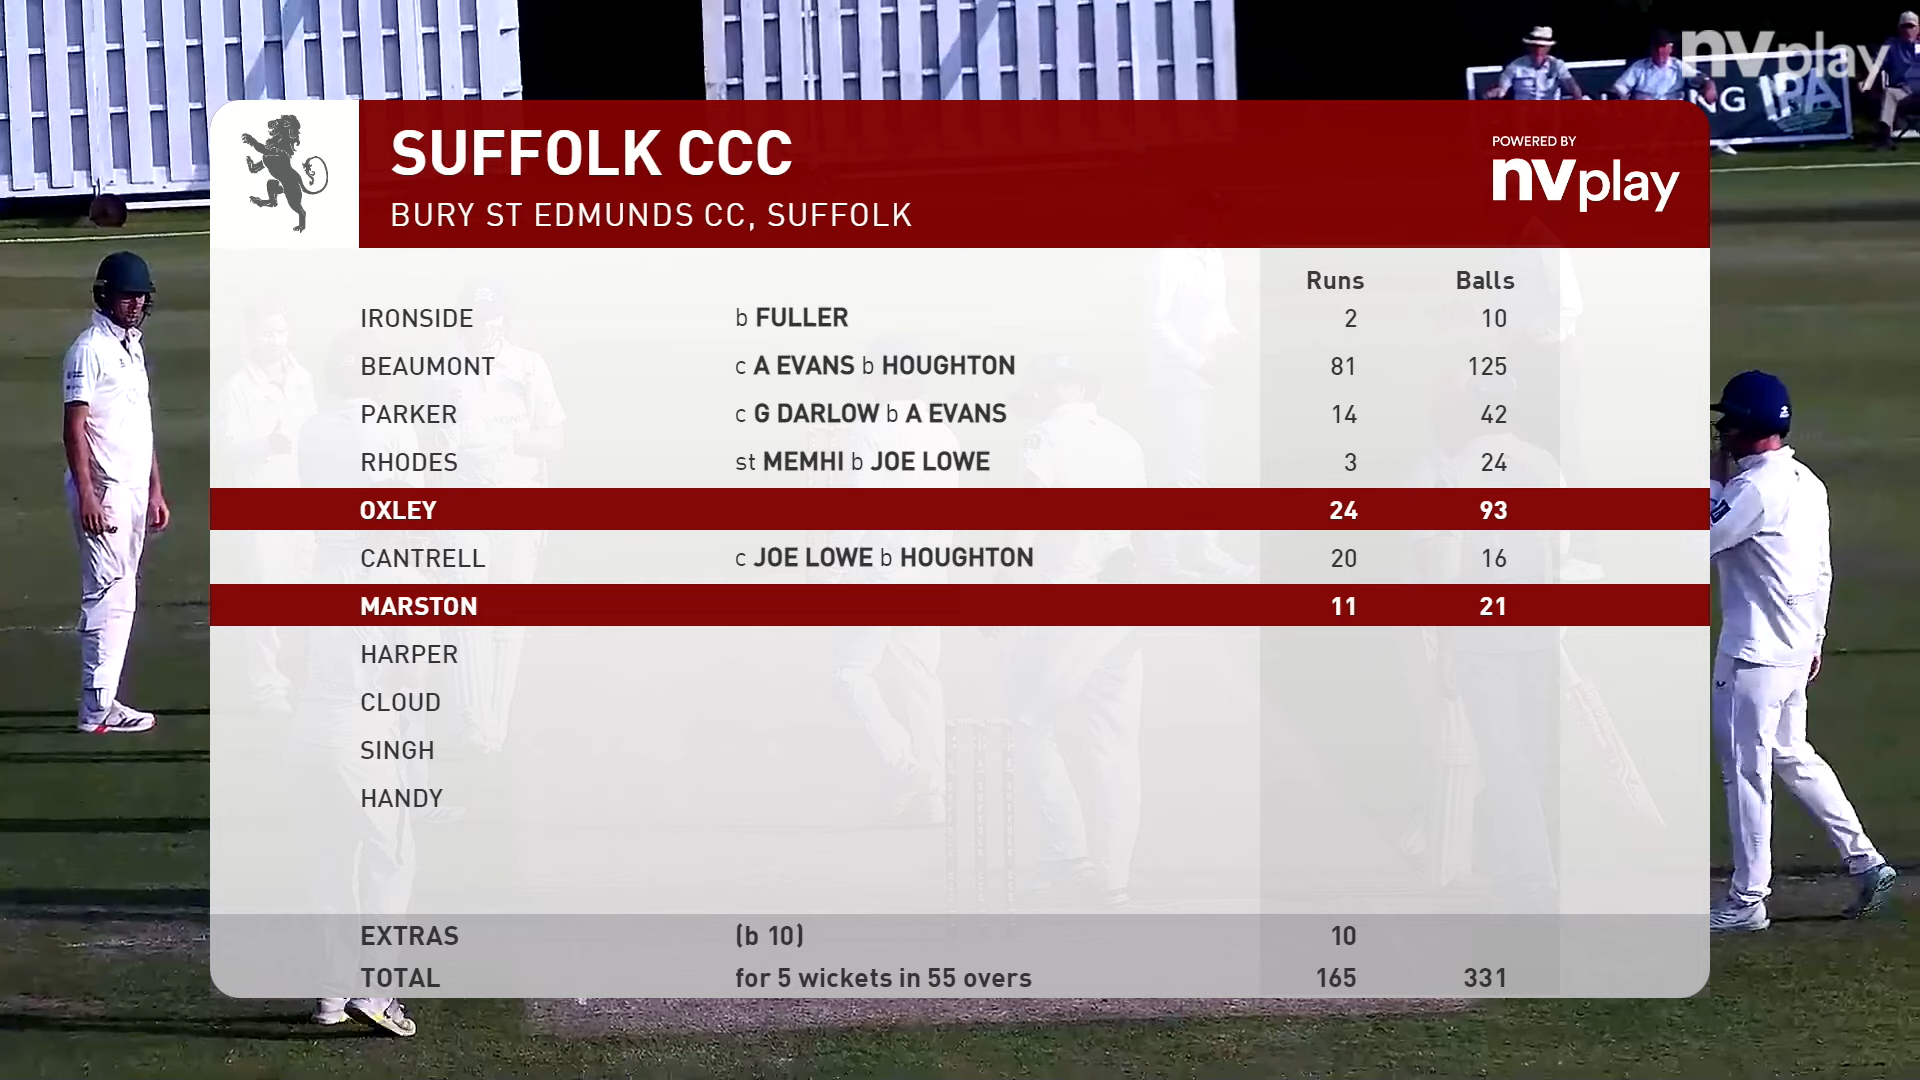 nvplay
NG IPA
SUFFOLK CCC
BURY ST EDMUNDS CC, SUFFOLK
POWERED BY
nvplay
Runs Balls
IRONSIDE b FULLER 2 10
BEAUMONT c A EVANS b HOUGHTON 81 125
PARKER c G DARLOW b A EVANS 14 42
RHODES st MEMHI b JOE LOWE 3 24
OXLEY 24 93
CANTRELL c JOE LOWE b HOUGHTON 20 16
MARSTON 11 21
HARPER
CLOUD
SINGH
HANDY
EXTRAS (b 10) 10
TOTAL for 5 wickets in 55 overs 165 331